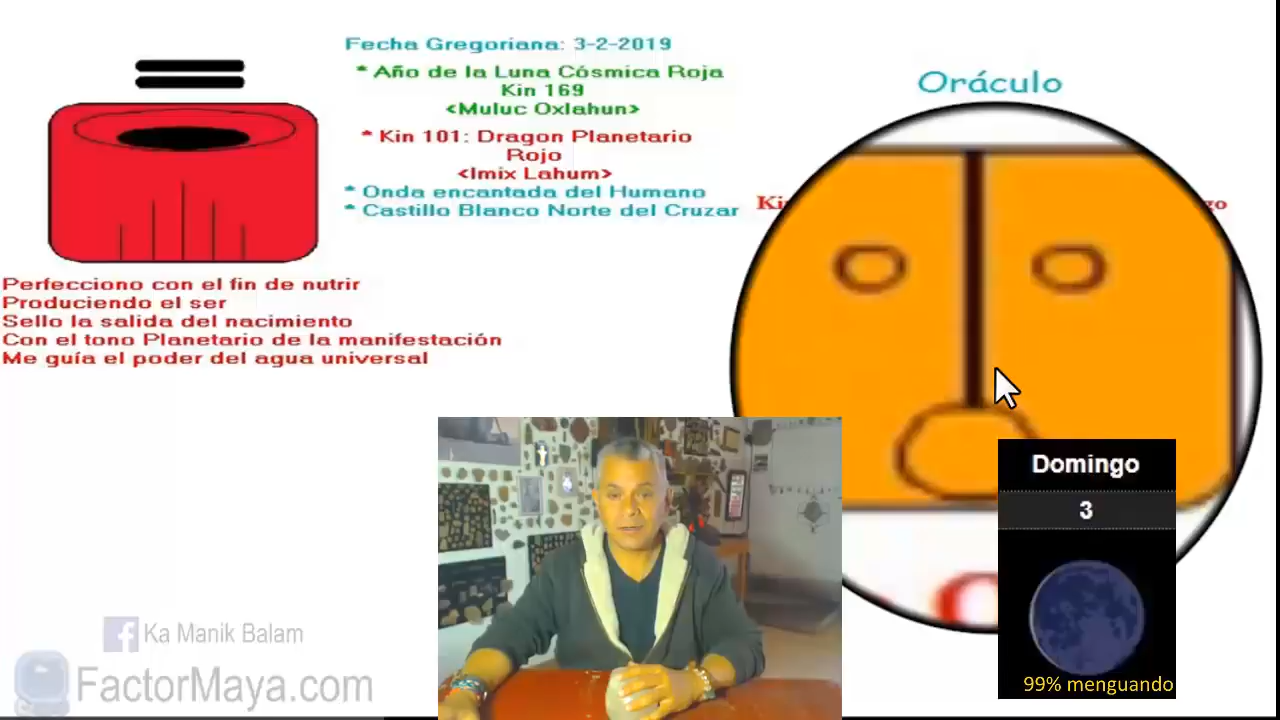 Fecha Gregoriana: 3-2-2019
* Año de la Luna Cósmica Roja
Kin 169
<Muluc Oxlahun>
* Kin 101: Dragon Planetario
Rojo
<Imix Lahum>
* Onda encantada del Humano
* Castillo Blanco Norte del Cruzar
Perfecciono con el fin de nutrir
Produciendo el ser
Sello la salida del nacimiento
Con el tono Planetario de la manifestación
Me guía el poder del agua universal
Oráculo
Domingo
3
99% menguando
Ka Manik Balam
FactorMaya.com